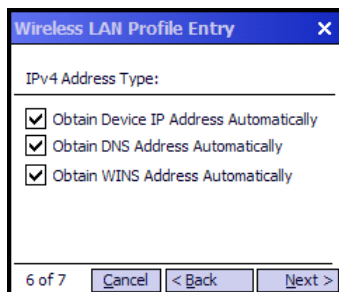 Wireless LAN Profile Entry
IPv4 Address Type:
Obtain Device IP Address Automatically
Obtain DNS Address Automatically
Obtain WINS Address Automatically
6 of 7 Cancel < Back Next >